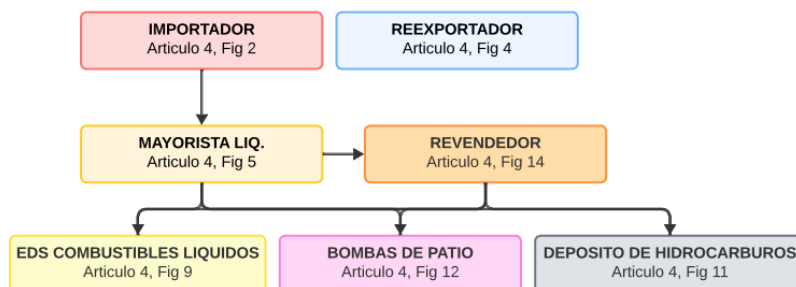 IMPORTADOR
Articulo 4, Fig 2
REEXPORTADOR
Articulo 4, Fig 4
MAYORISTA LIQ.
Articulo 4, Fig 5
REVENDEDOR
Articulo 4, Fig 14
EDS COMBUSTIBLES LIQUIDOS
Articulo 4, Fig 9
BOMBAS DE PATIO
Articulo 4, Fig 12
DEPOSITO DE HIDROCARBUROS
Articulo 4, Fig 11